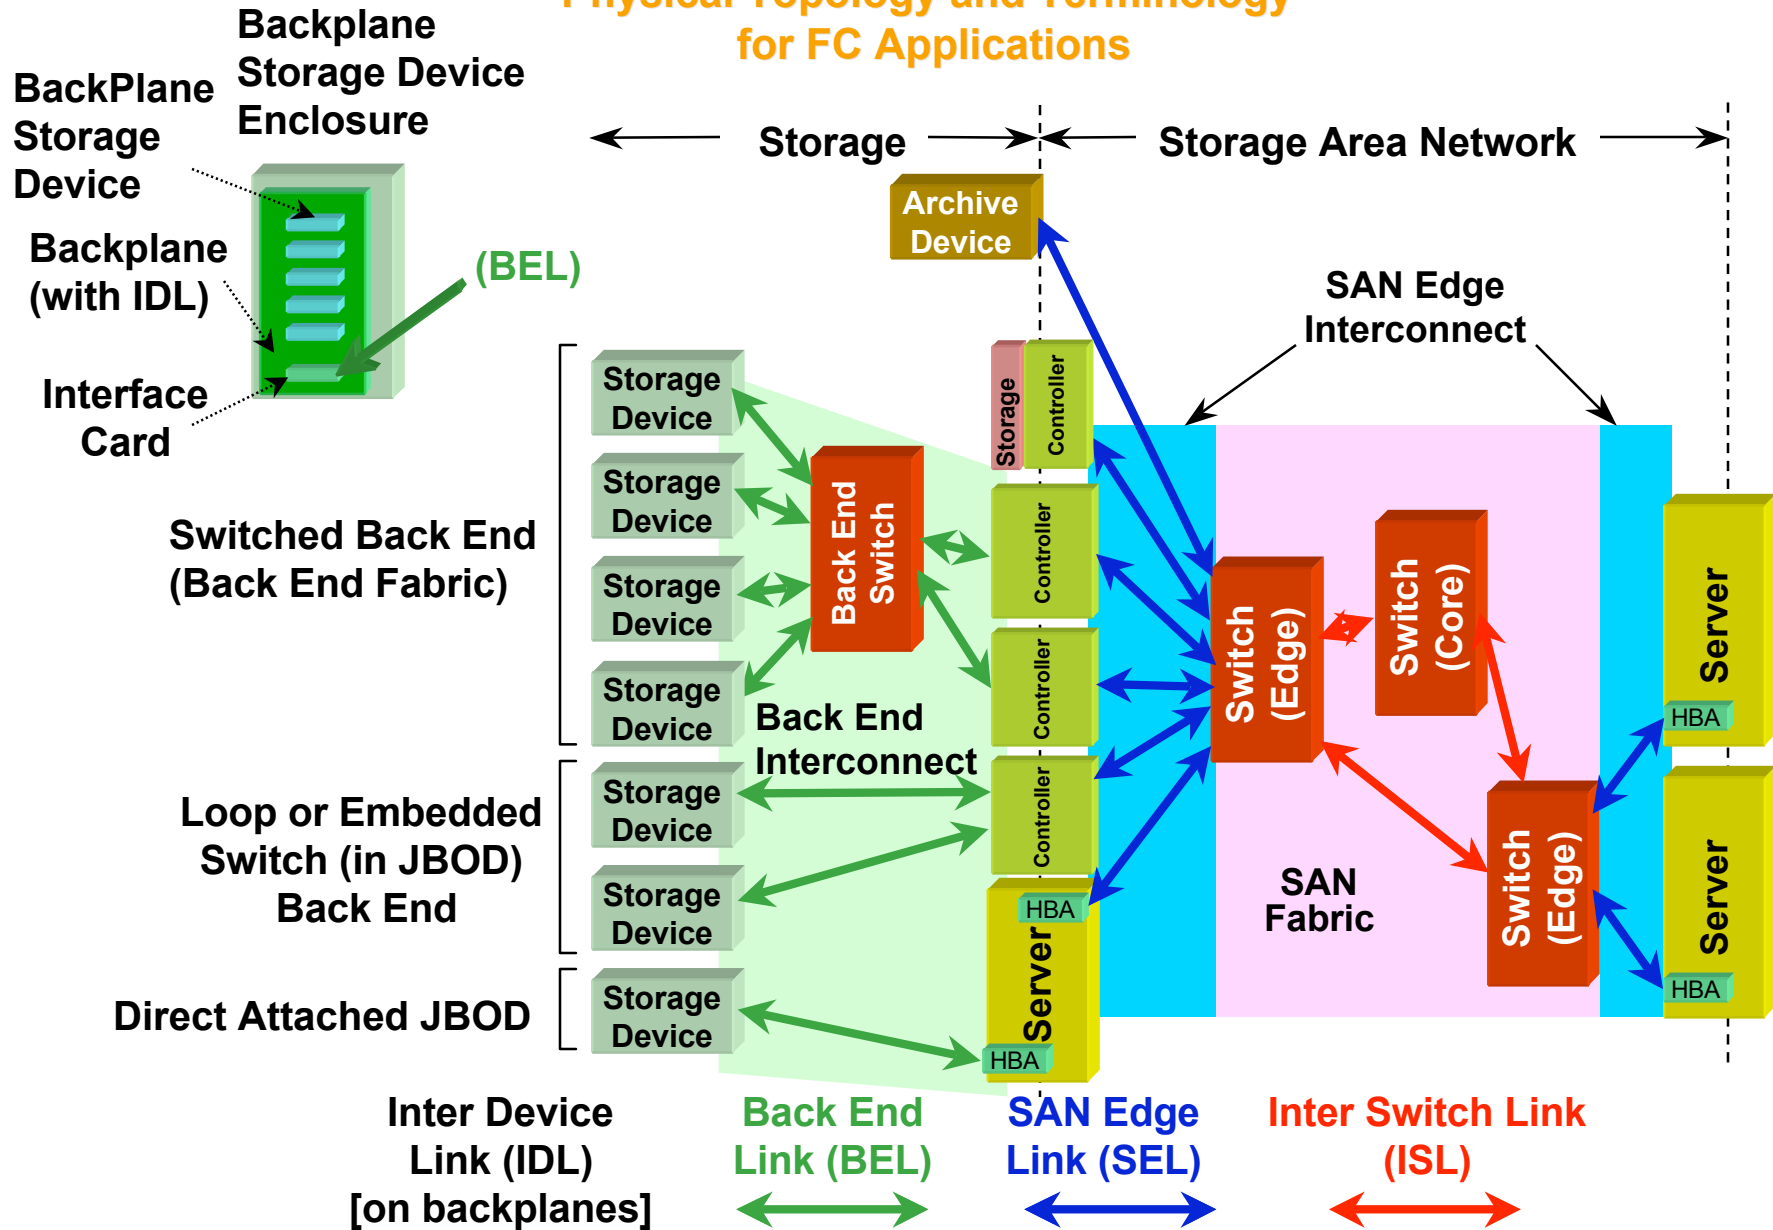 Physical Topology and Terminology
for FC Applications
Backplane
Storage Device
Enclosure
BackPlane
Storage
Device
Backplane
(with IDL)
Interface
Card
(BEL)
Storage
Storage Area Network
Archive
Device
SAN Edge
Interconnect
Switched Back End
(Back End Fabric)
Loop or Embedded
Switch (in JBOD)
Back End
Direct Attached JBOD
Storage
Device
Storage
Device
Storage
Device
Storage
Device
Storage
Device
Storage
Device
Storage
Device
Back End
Switch
Back End
Interconnect
Storage
Controller
Controller
Controller
Controller
HBA
Server
HBA
Switch
(Edge)
Switch
(Core)
Switch
(Edge)
SAN
Fabric
Server
HBA
Server
HBA
Inter Device
Link (IDL)
[on backplanes]
Back End
Link (BEL)
SAN Edge
Link (SEL)
Inter Switch Link
(ISL)